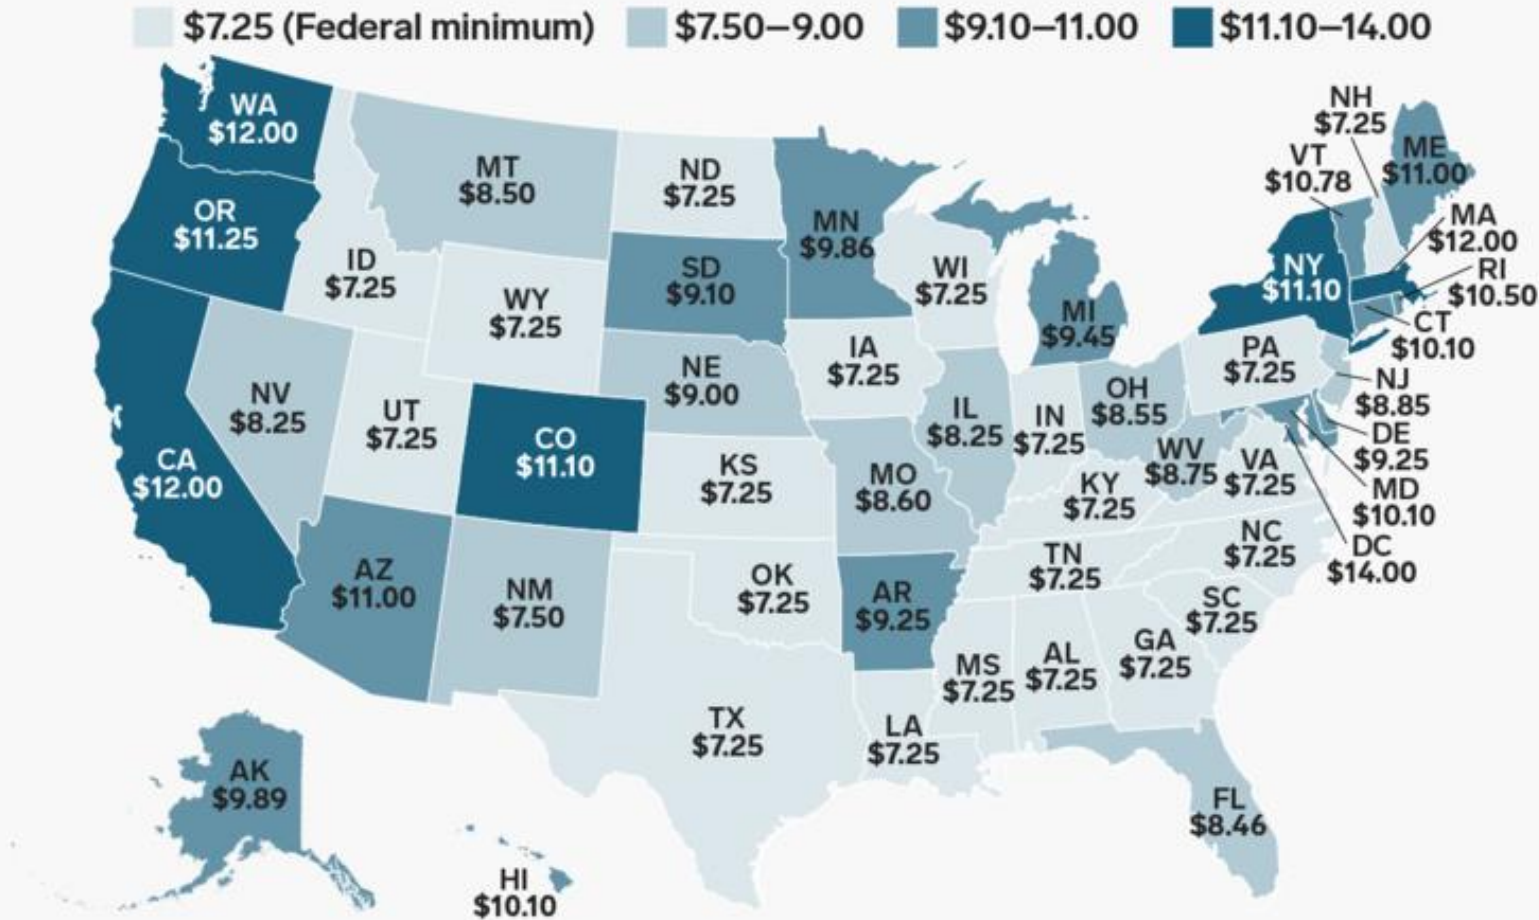 $7.25 (Federal minimum) $7.50–9.00 $9.10–11.00 $11.10–14.00
WA
$12.00
OR
$11.25
CA
$12.00
MT
$8.50
ID
$7.25
WY
$7.25
NV
$8.25
UT
$7.25
CO
$11.10
AZ
$11.00
NM
$7.50
ND
$7.25
SD
$9.10
NE
$9.00
KS
$7.25
OK
$7.25
TX
$7.25
MN
$9.86
IA
$7.25
MO
$8.60
AR
$9.25
LA
$7.25
WI
$7.25
IL
$8.25
MI
$9.45
IN
$7.25
OH
$8.55
KY
$7.25
TN
$7.25
MS
$7.25
AL
$7.25
GA
$7.25
FL
$8.46
SC
$7.25
NC
$7.25
VA
$7.25
WV
$8.75
PA
$7.25
NY
$11.10
VT
$10.78
NH
$7.25
ME
$11.00
MA
$12.00
RI
$10.50
CT
$10.10
NJ
$8.85
DE
$9.25
MD
$10.10
DC
$14.00
AK
$9.89
HI
$10.10